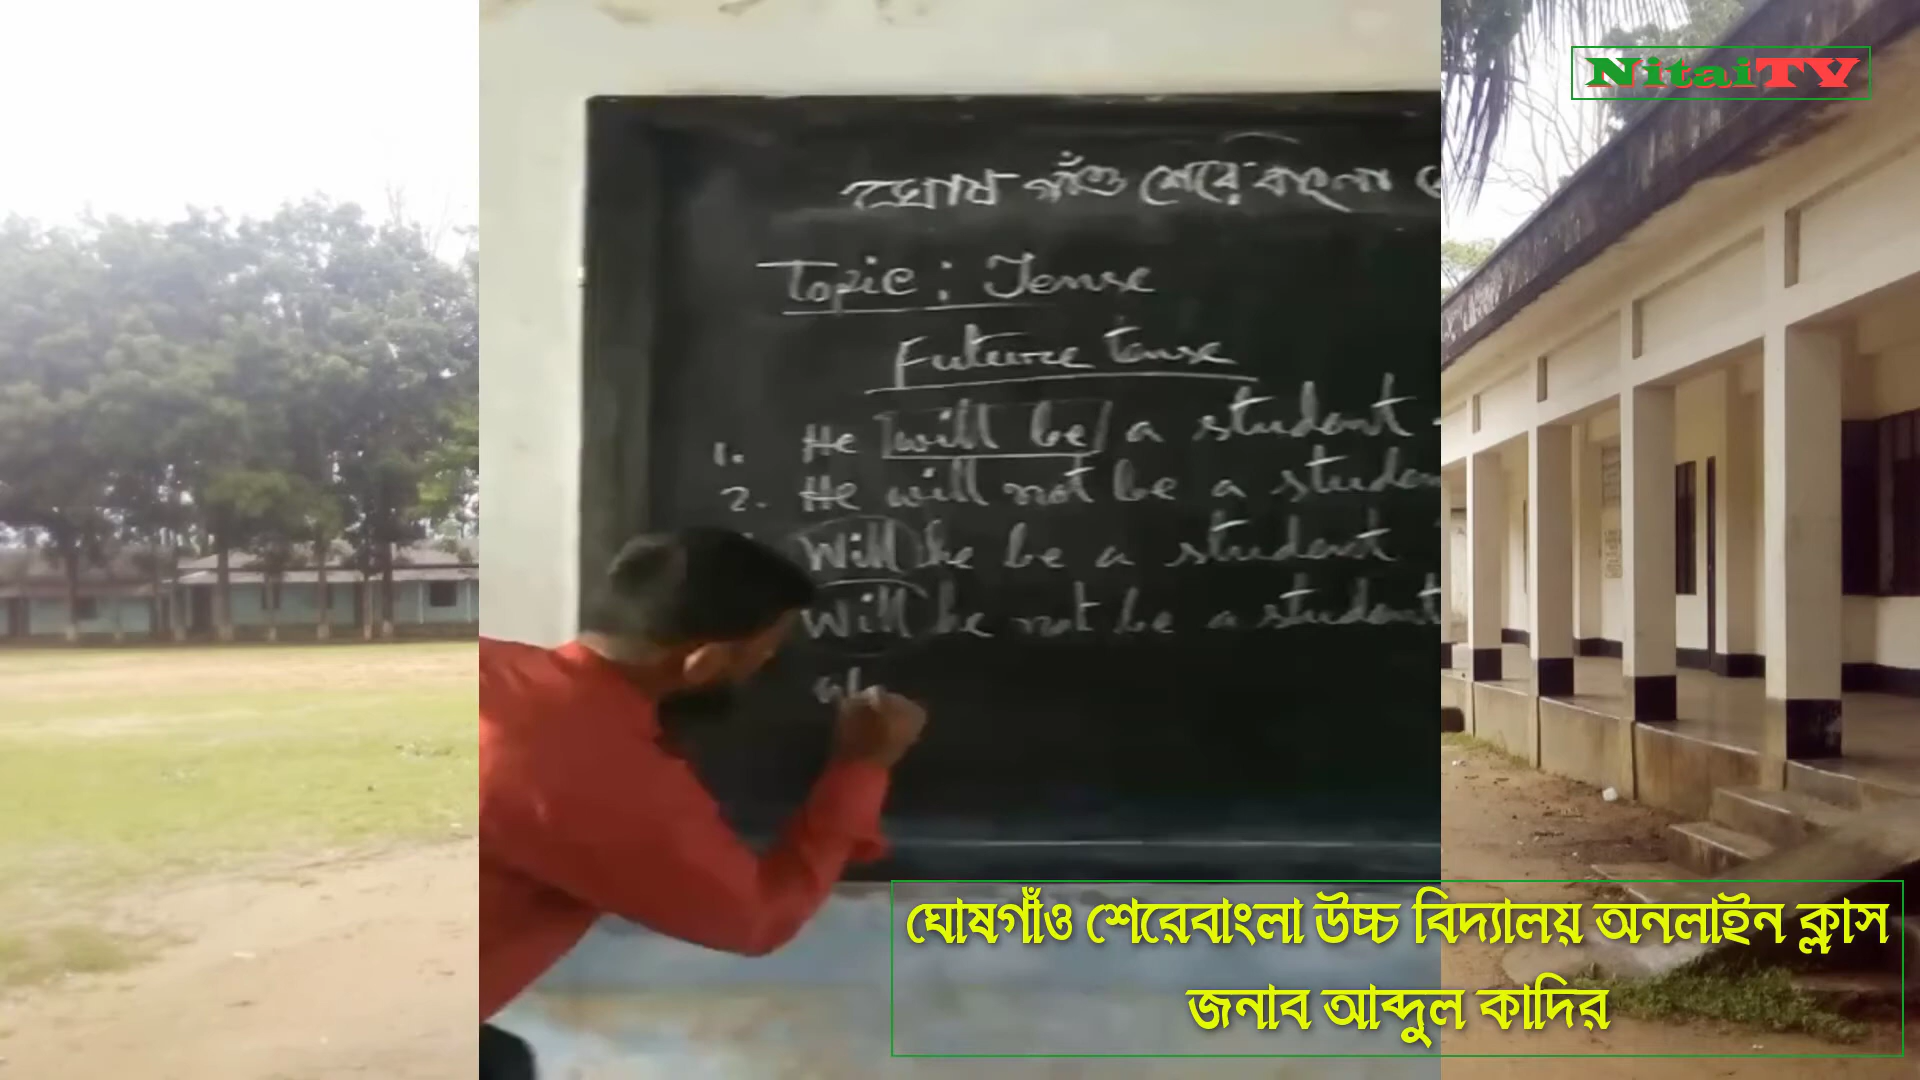 NitaiTV
ঘোষ গাঁও শেরে বাংলা
Topic: Tense
Future tense
1. He will be a student
2. He will not be a studen
Will he be a student
Will he not be a student
ঘোষগাঁও শেরেবাংলা উচ্চ বিদ্যালয় অনলাইন ক্লাস
জনাব আব্দুল কাদির